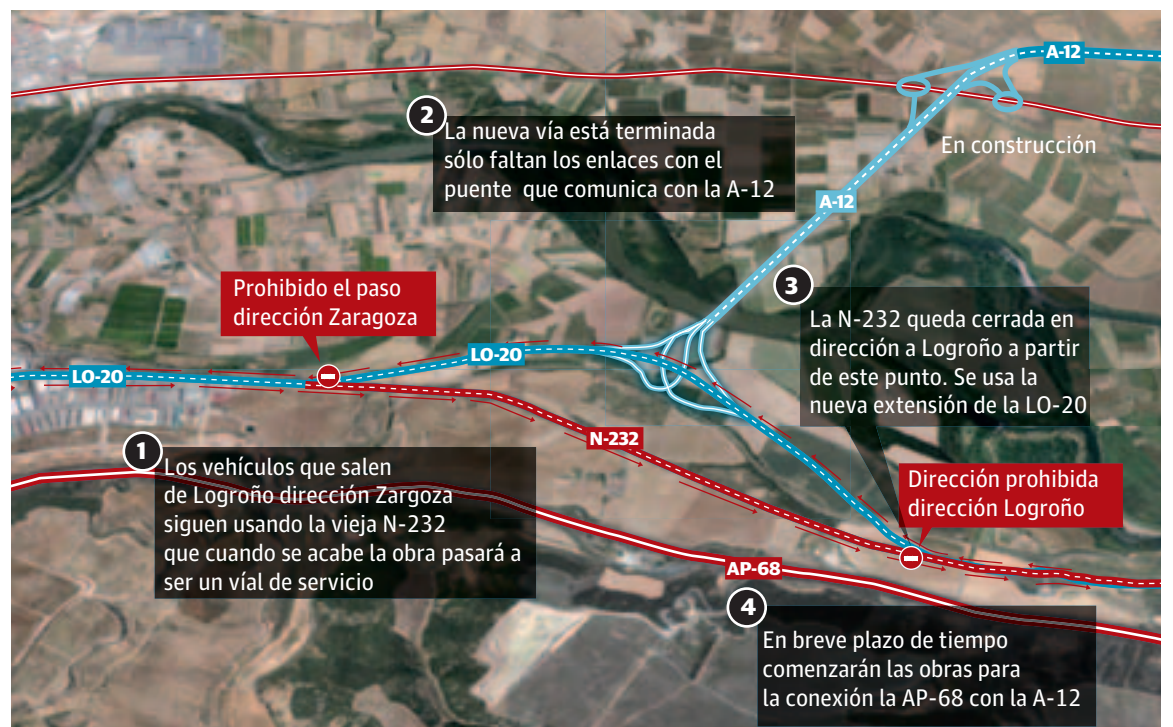 A-12
2
La nueva vía está terminada
sólo faltan los enlaces con el
puente que comunica con la A-12
En construcción
A-12
3
La N-232 queda cerrada en
dirección a Logroño a partir
de este punto. Se usa la
nueva extensión de la LO-20
Prohibido el paso
dirección Zaragoza
LO-20
LO-20
N-232
1
Los vehículos que salen
de Logroño dirección Zargoza
siguen usando la vieja N-232
que cuando se acabe la obra pasará a
ser un víal de servicio
Dirección prohibida
dirección Logroño
AP-68
4
En breve plazo de tiempo
comenzarán las obras para
la conexión la AP-68 con la A-12